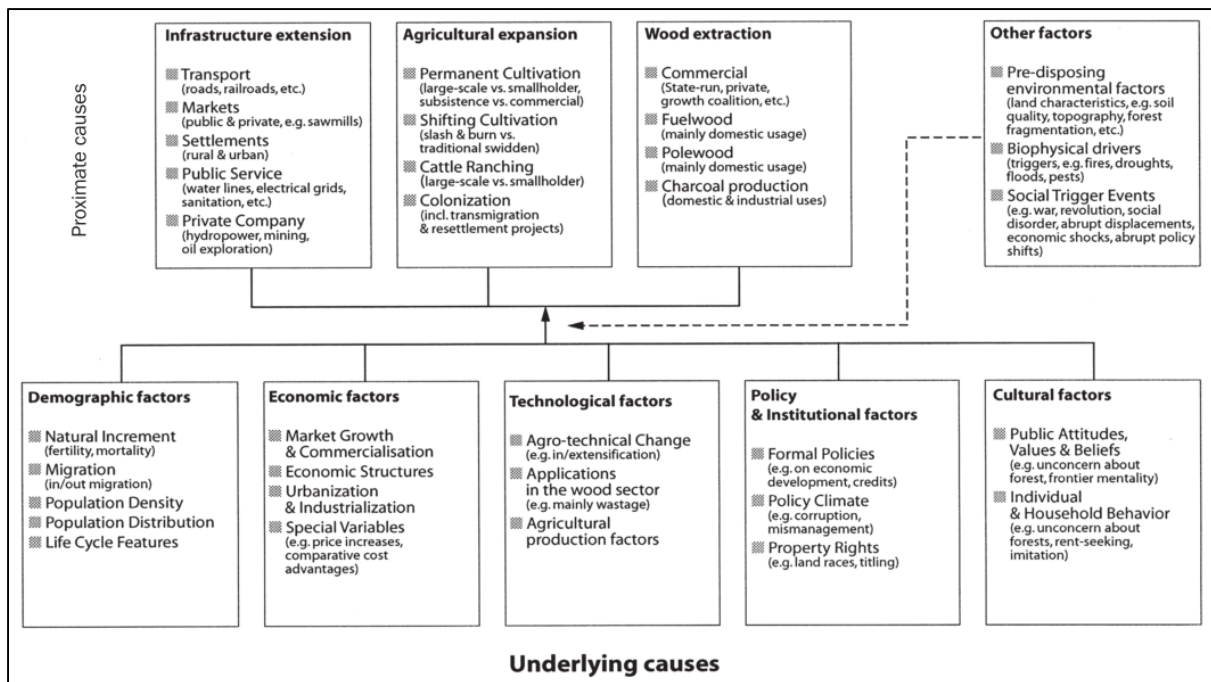 Proximate causes
Infrastructure extension
Transport
(roads, railroads, etc.)
Markets
(public & private, e.g. sawmills)
Settlements
(rural & urban)
Public Service
(water lines, electrical grids,
sanitation, etc.)
Private Company
(hydropower, mining,
oil exploration)
Agricultural expansion
Permanent Cultivation
(large-scale vs. smallholder,
subsistence vs. commercial)
Shifting Cultivation
(slash & burn vs.
traditional swidden)
Cattle Ranching
(large-scale vs. smallholder)
Colonization
(incl. transmigration
& resettlement projects)
Wood extraction
Commercial
(State-run, private,
growth coalition, etc.)
Fuelwood
(mainly domestic usage)
Polewood
(mainly domestic usage)
Charcoal production
(domestic & industrial uses)
Other factors
Pre-disposing
environmental factors
(land characteristics, e.g. soil
quality, topography, forest
fragmentation, etc.)
Biophysical drivers
(triggers, e.g. fires, droughts,
floods, pests)
Social Trigger Events
(e.g. war, revolution, social
disorder, abrupt displacements,
economic shocks, abrupt policy
shifts)
Demographic factors
Natural Increment
(fertility, mortality)
Migration
(in/out migration)
Population Density
Population Distribution
Life Cycle Features
Economic factors
Market Growth
& Commercialisation
Economic Structures
Urbanization
& Industrialization
Special Variables
(e.g. price increases,
comparative cost
advantages)
Technological factors
Agro-technical Change
(e.g. in/extensification)
Applications
in the wood sector
(e.g. mainly wastage)
Agricultural
production factors
Policy
& Institutional factors
Formal Policies
(e.g. on economic
development, credits)
Policy Climate
(e.g. corruption,
mismanagement)
Property Rights
(e.g. land races, titling)
Cultural factors
Public Attitudes,
Values & Beliefs
(e.g. unconcern about
forest, frontier mentality)
Individual
& Household Behavior
(e.g. unconcern about
forests, rent-seeking,
imitation)
Underlying causes